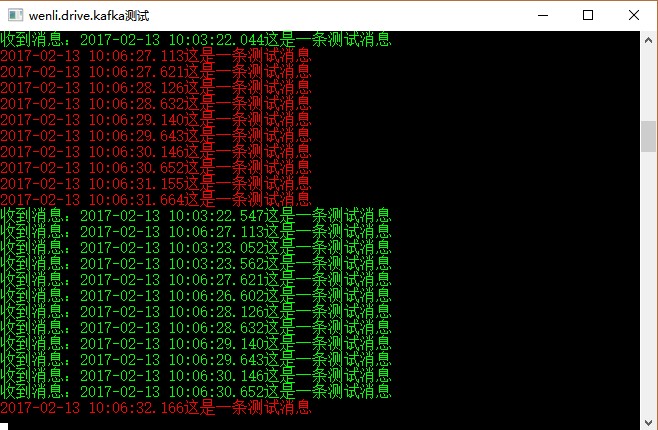 wenli.drive.kafka测试
收到消息：2017-02-13 10:03:22.044这是一条测试消息
2017-02-13 10:06:27.113这是一条测试消息
2017-02-13 10:06:27.621这是一条测试消息
2017-02-13 10:06:28.126这是一条测试消息
2017-02-13 10:06:28.632这是一条测试消息
2017-02-13 10:06:29.140这是一条测试消息
2017-02-13 10:06:29.643这是一条测试消息
2017-02-13 10:06:30.146这是一条测试消息
2017-02-13 10:06:30.652这是一条测试消息
2017-02-13 10:06:31.155这是一条测试消息
2017-02-13 10:06:31.664这是一条测试消息
收到消息：2017-02-13 10:03:22.547这是一条测试消息
收到消息：2017-02-13 10:06:27.113这是一条测试消息
收到消息：2017-02-13 10:03:23.052这是一条测试消息
收到消息：2017-02-13 10:03:23.562这是一条测试消息
收到消息：2017-02-13 10:06:27.621这是一条测试消息
收到消息：2017-02-13 10:06:26.602这是一条测试消息
收到消息：2017-02-13 10:06:28.126这是一条测试消息
收到消息：2017-02-13 10:06:28.632这是一条测试消息
收到消息：2017-02-13 10:06:29.140这是一条测试消息
收到消息：2017-02-13 10:06:29.643这是一条测试消息
收到消息：2017-02-13 10:06:30.146这是一条测试消息
收到消息：2017-02-13 10:06:30.652这是一条测试消息
2017-02-13 10:06:32.166这是一条测试消息